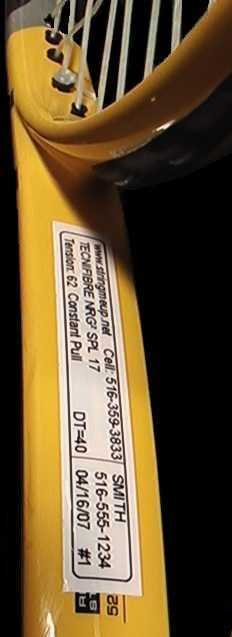 www.stringmeup.net Cell: 516-359-3833
TECNIFIBRE NRG² SPL 17
Tension: 62 Constant Pull
DT=40
SMITH
516-555-1234
04/16/07 #1